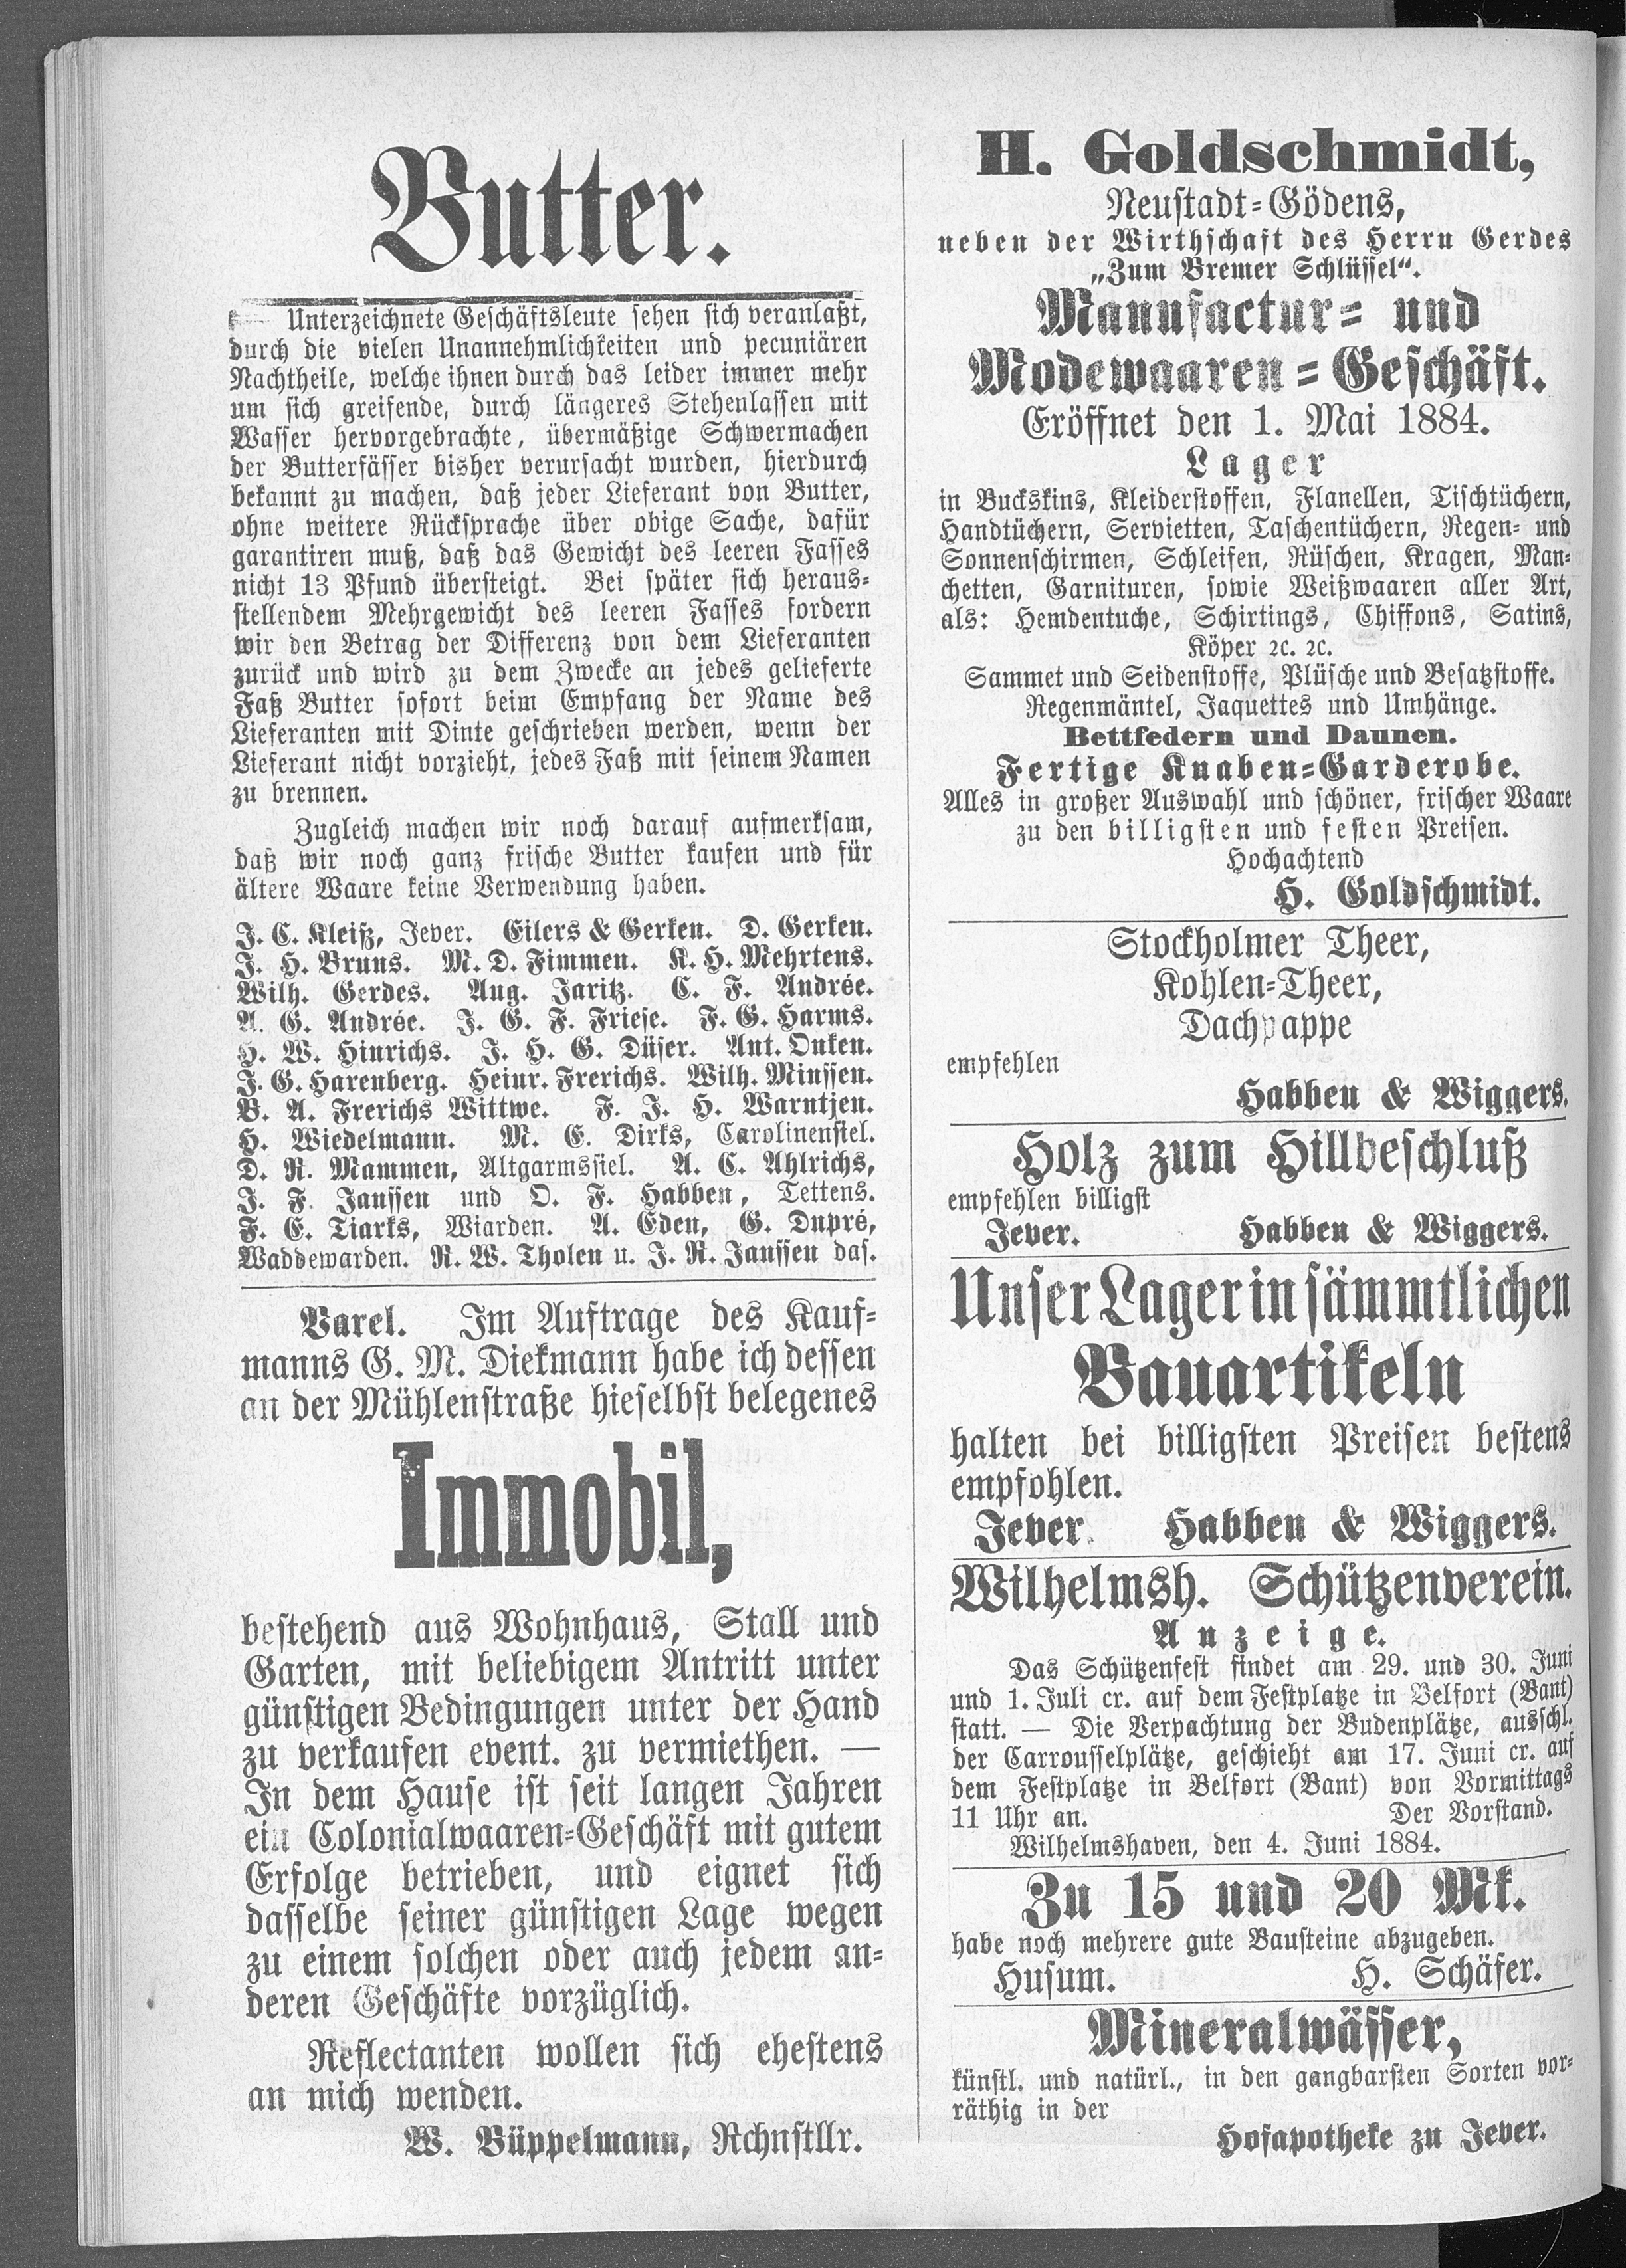 Butter.
Unterzeichnete Geschäftsleute sehen sich veranlaßt,
durch die vielen Unannehmlichkeiten und pecuniären
Nachtheile, welche ihnen durch das leider immer mehr
um sich greifende, durch längeres Stehenlassen mit
Wasser hervorgebrachte, übermäßige Schwermachen
der Butterfässer bisher verursacht wurden, hierdurch
bekannt zu machen, daß jeder Lieferant von Butter,
ohne weitere Rücksprache über obige Sache, dafür
garantiren muß, daß das Gewicht des leeren Fasses
nicht 13 Pfund übersteigt. Bei später sich heraus-
stellendem Mehrgewicht des leeren Fasses fordern
wir den Betrag der Differenz von dem Lieferanten
zurück und wird zu dem Zwecke an jedes gelieferte
Faß Butter sofort beim Empfang der Name des
Lieferanten mit Dinte geschrieben werden, wenn der
Lieferant nicht vorzieht, jedes Faß mit seinem Namen
zu brennen.
Zugleich machen wir noch darauf aufmerksam,
daß wir noch ganz frische Butter kaufen und für
ältere Waare keine Verwendung haben.
J. C. Kleiß, Jever. Eilers & Gerken. D. Gerken.
J. H. Bruns. M. D. Fimmen. K. H. Mehrtens.
Wilh. Gerdes. Aug. Jaritz. C. F. Andrée.
A. G. Andrée. J. G. F. Friese. F. G. Harms.
H. W. Hinrichs. J. H. G. Düser. Ant. Onken.
J. G. Harenberg. Heinr. Frerichs. Wilh. Minssen.
B. A. Frerichs Wittwe. F. J. H. Warntjen.
H. Wiedelmann. M. E. Dirks, Carolinensiel.
D. R. Mammen, Altgarmssiel. A. C. Ahlrichs,
J. F. Janssen und O. F. Habben, Tettens.
F. E. Tiarks, Wiarden. A. Eden, G. Dupré,
Waddewarden. R. W. Tholen u. J. R. Janssen das.
Varel. Im Auftrage des Kauf-
manns G. M. Diekmann habe ich dessen
an der Mühlenstraße hieselbst belegenes
Immobil,
bestehend aus Wohnhaus, Stall und
Garten, mit beliebigem Antritt unter
günstigen Bedingungen unter der Hand
zu verkaufen event. zu vermiethen. —
In dem Hause ist seit langen Jahren
ein Colonialwaaren-Geschäft mit gutem
Erfolge betrieben, und eignet sich
dasselbe seiner günstigen Lage wegen
zu einem solchen oder auch jedem an-
deren Geschäfte vorzüglich.
Reflectanten wollen sich ehestens
an mich wenden.
W. Büppelmann, Rchnstllr.
H. Goldschmidt,
Neustadt-Gödens,
neben der Wirthschaft des Herrn Gerdes
„Zum Bremer Schlüssel“.
Manufactur- und
Modewaaren-Geschäft.
Eröffnet den 1. Mai 1884.
Lager
in Buckskins, Kleiderstoffen, Flanellen, Tischtüchern,
Handtüchern, Servietten, Taschentüchern, Regen- und
Sonnenschirmen, Schleifen, Rüschen, Kragen, Man-
chetten, Garnituren, sowie Weißwaaren aller Art,
als: Hemdentuche, Schirtings, Chiffons, Satins,
Köper ꝛc. ꝛc.
Sammet und Seidenstoffe, Plüsche und Besatzstoffe.
Regenmäntel, Jaquettes und Umhänge.
Bettfedern und Daunen.
Fertige Knaben-Garderobe.
Alles in großer Auswahl und schöner, frischer Waare
zu den billigsten und festen Preisen.
Hochachtend
H. Goldschmidt.
Stockholmer Theer,
Kohlen-Theer,
Dachpappe
empfehlen
Habben & Wiggers.
Holz zum Hillbeschluß
empfehlen billigst
Jever. Habben & Wiggers.
Unser Lager in sämmtlichen
Bauartikeln
halten bei billigsten Preisen bestens
empfohlen.
Jever. Habben & Wiggers.
Wilhelmsh. Schützenverein.
Anzeige.
Das Schützenfest findet am 29. und 30. Juni
und 1. Juli cr. auf dem Festplatze in Belfort (Bant)
statt. — Die Verpachtung der Budenplätze, ausschl.
der Carrousselplätze, geschieht am 17. Juni cr. auf
dem Festplatze in Belfort (Bant) von Vormittags
11 Uhr an. Der Vorstand.
Wilhelmshaven, den 4. Juni 1884.
Zu 15 und 20 Mk.
habe noch mehrere gute Bausteine abzugeben.
Husum. H. Schäfer.
Mineralwässer,
künstl. und natürl., in den gangbarsten Sorten vor-
räthig in der
Hofapotheke zu Jever.